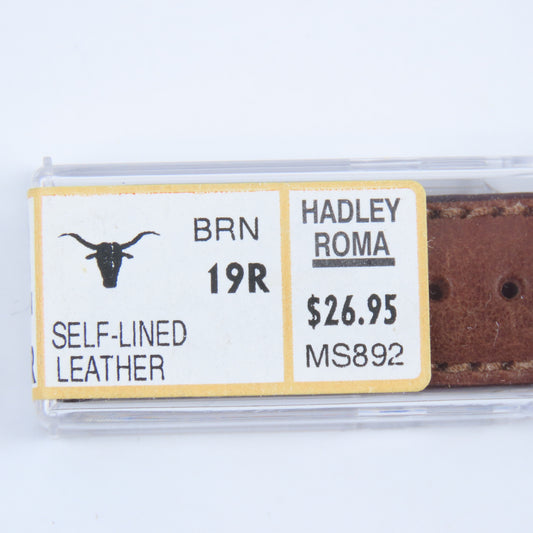 BRN
19R
SELF-LINED
LEATHER
HADLEY
ROMA
$26.95
MS892
R